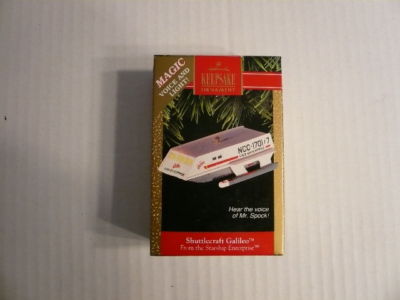 MAGIC
VOICE AND
LIGHT!
Hallmark
KEEPSAKE
ORNAMENT
NCC-1701/7
Hear the voice
of Mr. Spock!
Shuttlecraft Galileo™
From the Starship Enterprise™